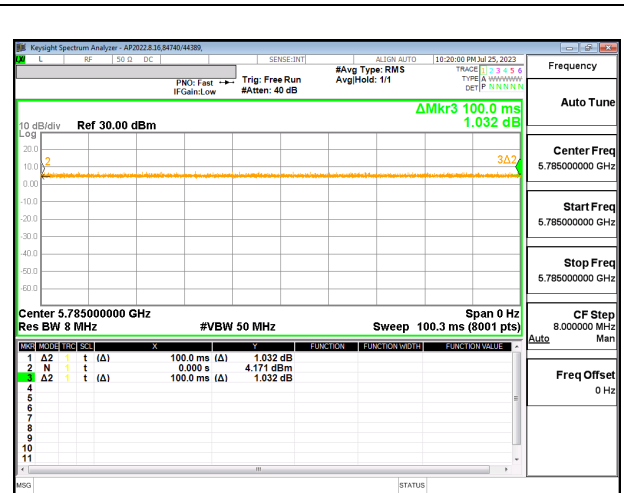 Keysight Spectrum Analyzer - AP2022.8.16,84740/44389,
LXI L RF 50 Ω DC SENSE:INT ALIGN AUTO 10:20:00 PM Jul 25, 2023
#Avg Type: RMS TRACE 1 2 3 4 5 6
PNO: Fast Trig: Free Run Avg|Hold: 1/1 TYPE A WWWWW
IFGain:Low #Atten: 40 dB DET P N N N N N
ΔMkr3 100.0 ms
10 dB/div Ref 30.00 dBm 1.032 dB
Log
20.0
10.0
0.00
-10.0
-20.0
-30.0
-40.0
-50.0
-60.0
2
3Δ2
Center 5.785000000 GHz Span 0 Hz
Res BW 8 MHz #VBW 50 MHz Sweep 100.3 ms (8001 pts)
MKR MODE TRC SCL X Y FUNCTION FUNCTION WIDTH FUNCTION VALUE
1 Δ2 1 t (Δ) 100.0 ms (Δ) 1.032 dB
2 N 1 t 0.000 s 4.171 dBm
3 Δ2 1 t (Δ) 100.0 ms (Δ) 1.032 dB
4
5
6
7
8
9
10
11
MSG STATUS
Frequency
Auto Tune
Center Freq
5.785000000 GHz
Start Freq
5.785000000 GHz
Stop Freq
5.785000000 GHz
CF Step
8.000000 MHz
Auto Man
Freq Offset
0 Hz